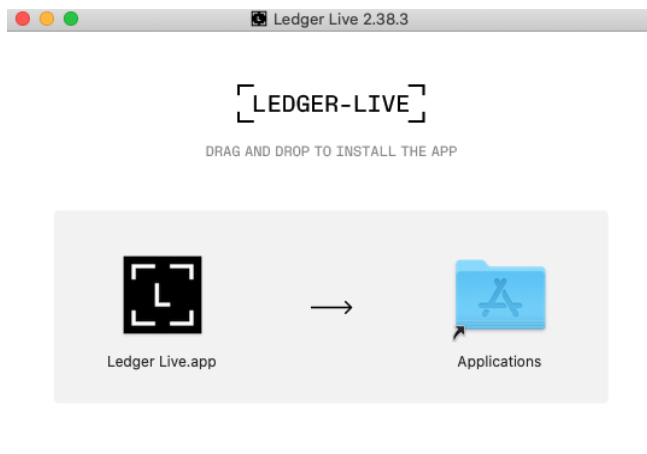 Ledger Live 2.38.3
LEDGER-LIVE
DRAG AND DROP TO INSTALL THE APP
L
Ledger Live.app
Applications